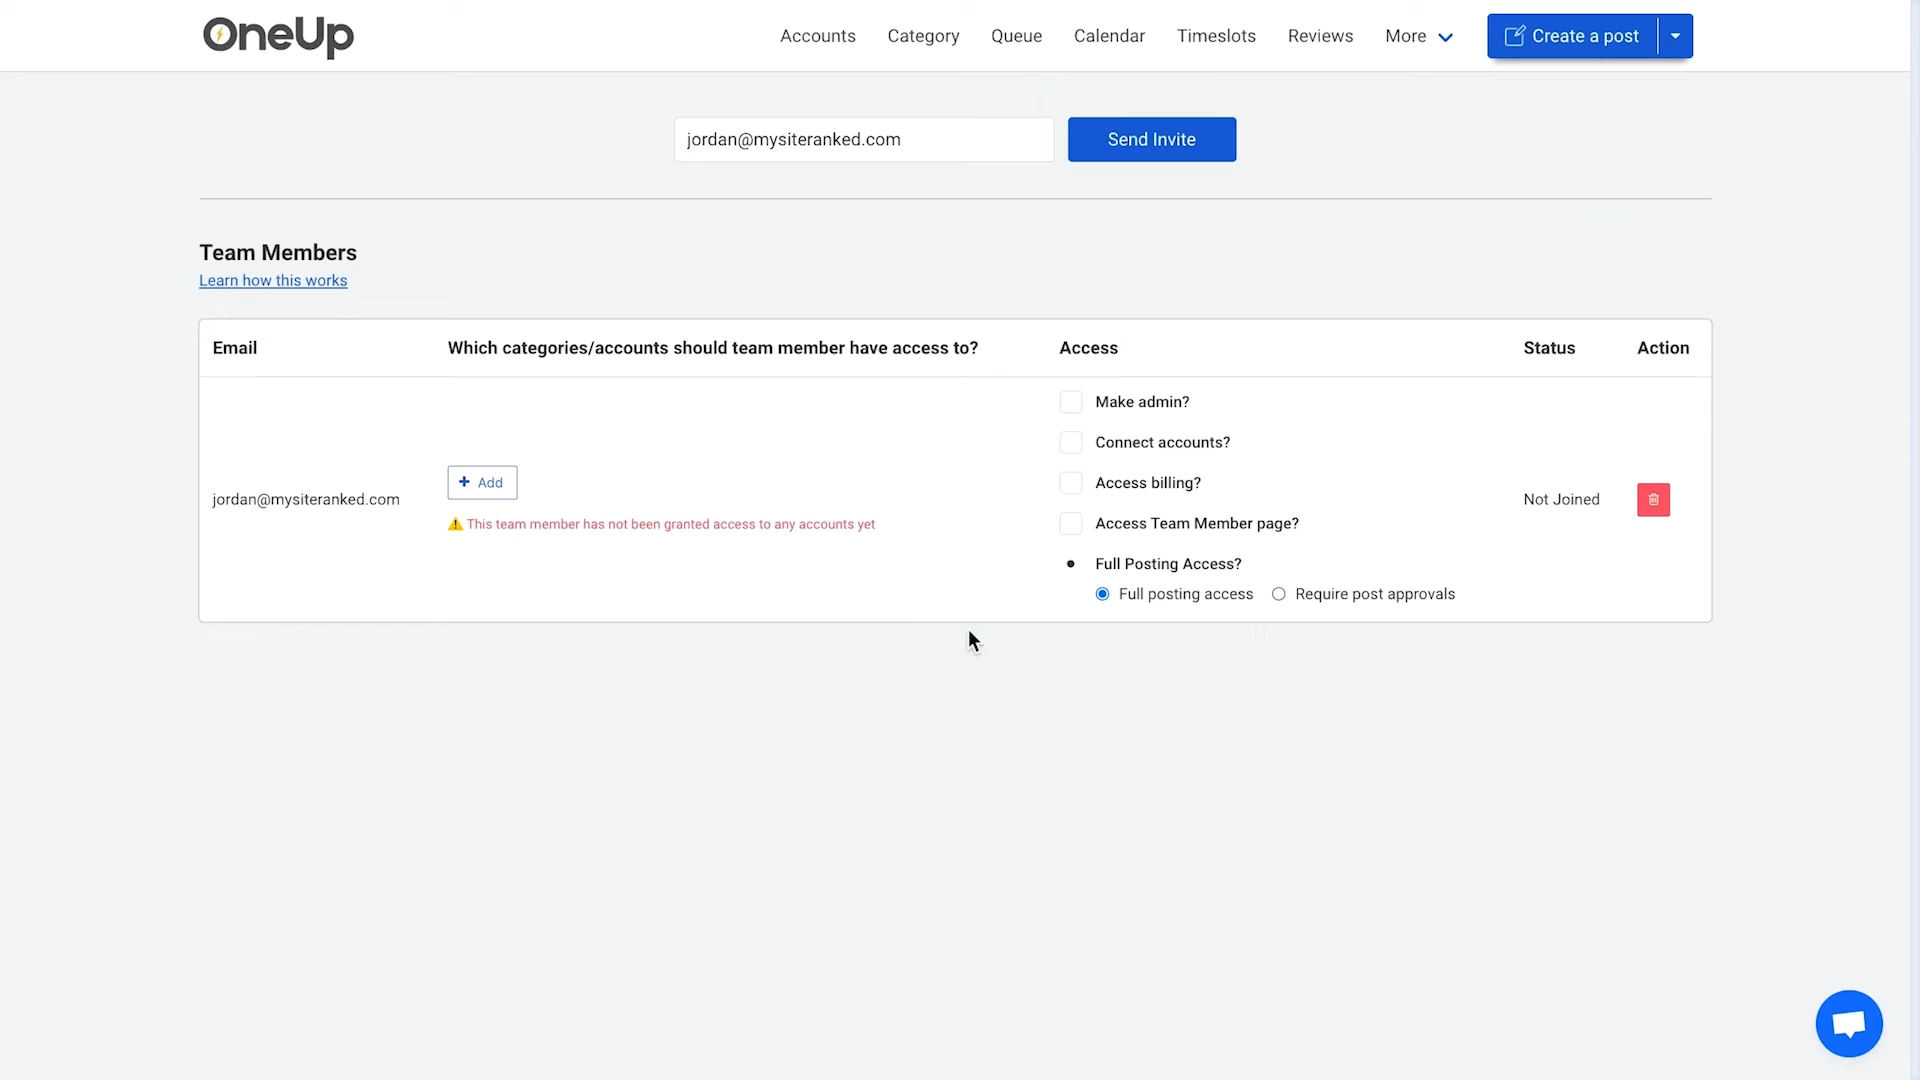 OneUp
Accounts Category Queue Calendar Timeslots Reviews More Create a post
jordan@mysiteranked.com Send Invite
Team Members
Learn how this works
Email Which categories/accounts should team member have access to? Access Status Action
Make admin?
Connect accounts?
+ Add Access billing?
jordan@mysiteranked.com Not Joined
This team member has not been granted access to any accounts yet Access Team Member page?
Full Posting Access?
Full posting access Require post approvals